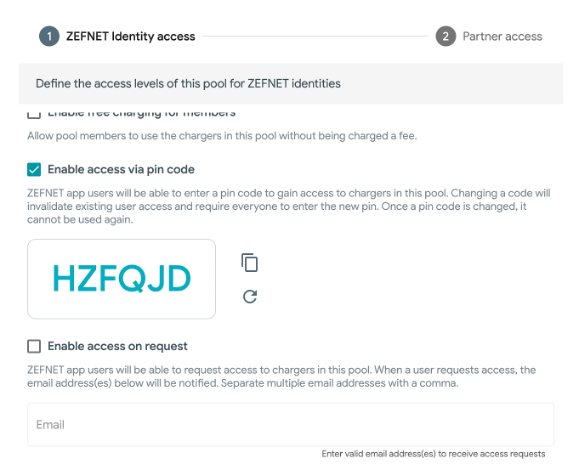 1 ZEFNET Identity access
2 Partner access
Define the access levels of this pool for ZEFNET identities
Enable free charging for members
Allow pool members to use the chargers in this pool without being charged a fee.
Enable access via pin code
ZEFNET app users will be able to enter a pin code to gain access to chargers in this pool. Changing a code will
invalidate existing user access and require everyone to enter the new pin. Once a pin code is changed, it
cannot be used again.
HZFQJD
Enable access on request
ZEFNET app users will be able to request access to chargers in this pool. When a user requests access, the
email address(es) below will be notified. Separate multiple email addresses with a comma.
Email
Enter valid email address(es) to receive access requests